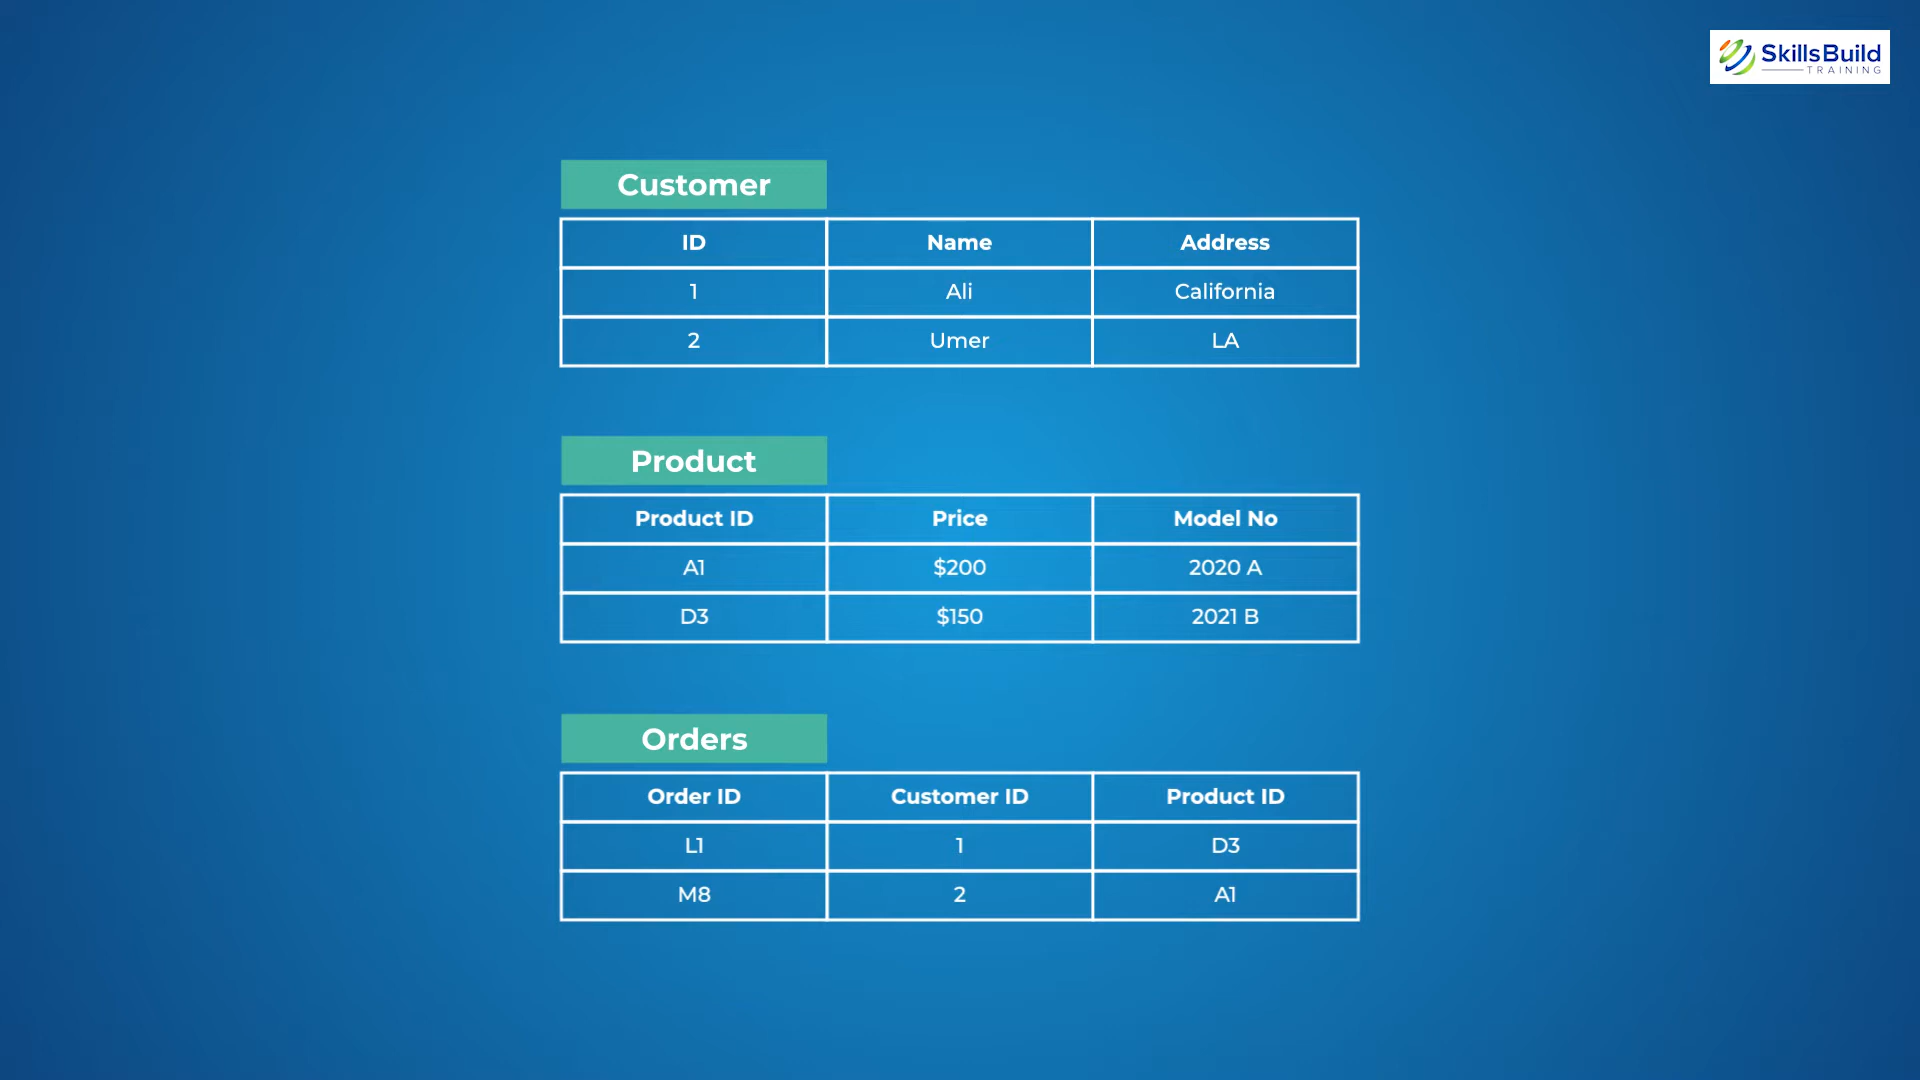 SkillsBuild
TRAINING
Customer
ID Name Address
1 Ali California
2 Umer LA
Product
Product ID Price Model No
A1 $200 2020 A
D3 $150 2021 B
Orders
Order ID Customer ID Product ID
L1 1 D3
M8 2 A1